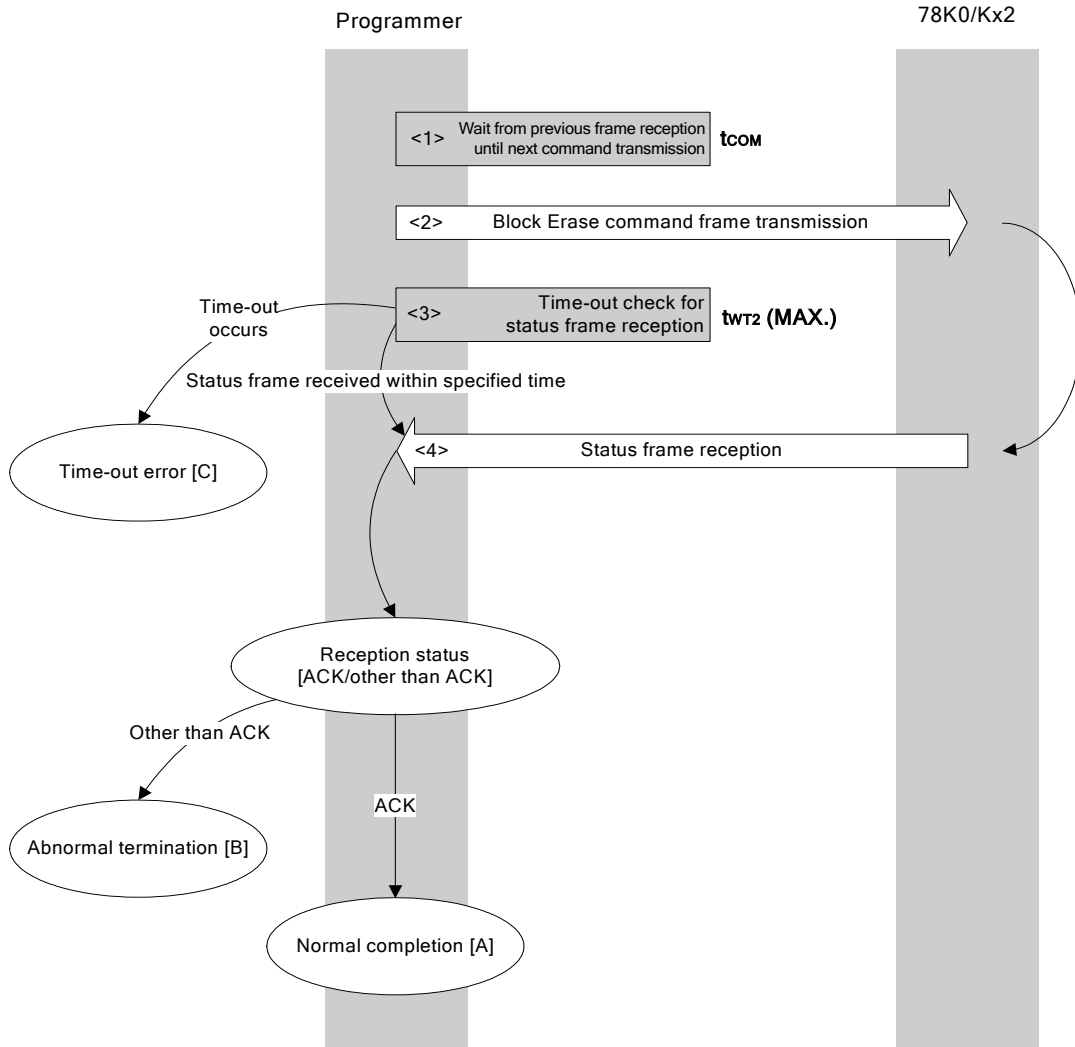 Programmer
78K0/Kx2
<1> Wait from previous frame reception
until next command transmission
tCOM
<2> Block Erase command frame transmission
<3> Time-out check for
status frame reception
tWT2 (MAX.)
Time-out
occurs
Status frame received within specified time
<4> Status frame reception
Time-out error [C]
Reception status
[ACK/other than ACK]
Other than ACK
ACK
Abnormal termination [B]
Normal completion [A]